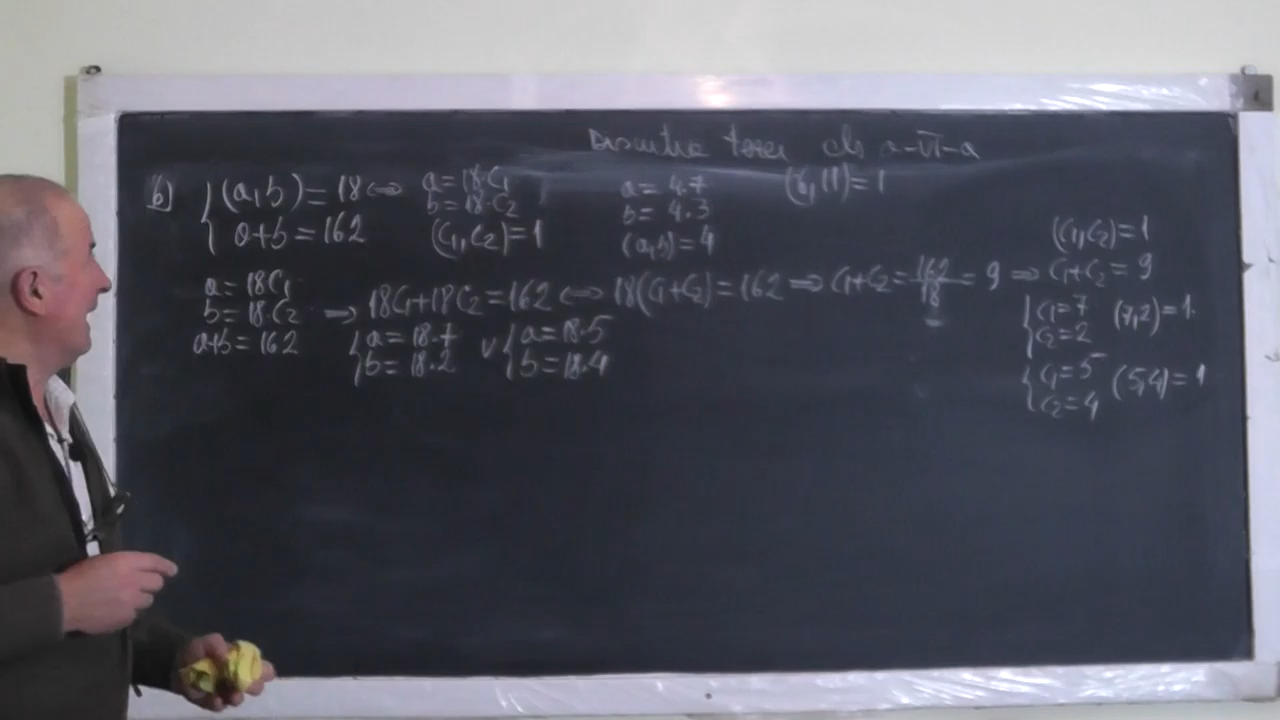 teza cls a-VI-a
b) { (a,b) = 18 ⇔ a = 18·C₁
a+b = 162
b = 18·C₂
(C₁,C₂) = 1
a = 4·7
b = 4·3
(a,b) = 4
(6,11) = 1
a = 18C₁
b = 18·C₂ ⇒ 18C₁+18C₂ = 162 ⇔ 18(C₁+C₂) = 162 ⇒ C₁+C₂ = 162/18 = 9 ⇒ C₁+C₂ = 9
a+b = 162
(C₁,C₂) = 1
{ a = 18·7 v { a = 18·5
{ b = 18·2 { b = 18·4
{ C₁ = 7 (7,2) = 1
{ C₂ = 2
{ C₁ = 5 (5,4) = 1
{ C₂ = 4